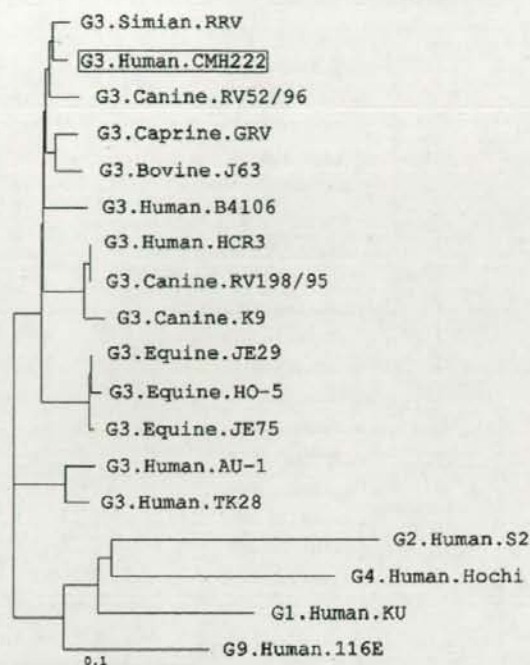 G3.Simian.RRV
G3.Human.CMH222
G3.Canine.RV52/96
G3.Caprine.GRV
G3.Bovine.J63
G3.Human.B4106
G3.Human.HCR3
G3.Canine.RV198/95
G3.Canine.K9
G3.Equine.JE29
G3.Equine.HO-5
G3.Equine.JE75
G3.Human.AU-1
G3.Human.TK28
G2.Human.S2
G4.Human.Hochi
G1.Human.KU
G9.Human.116E
0.1